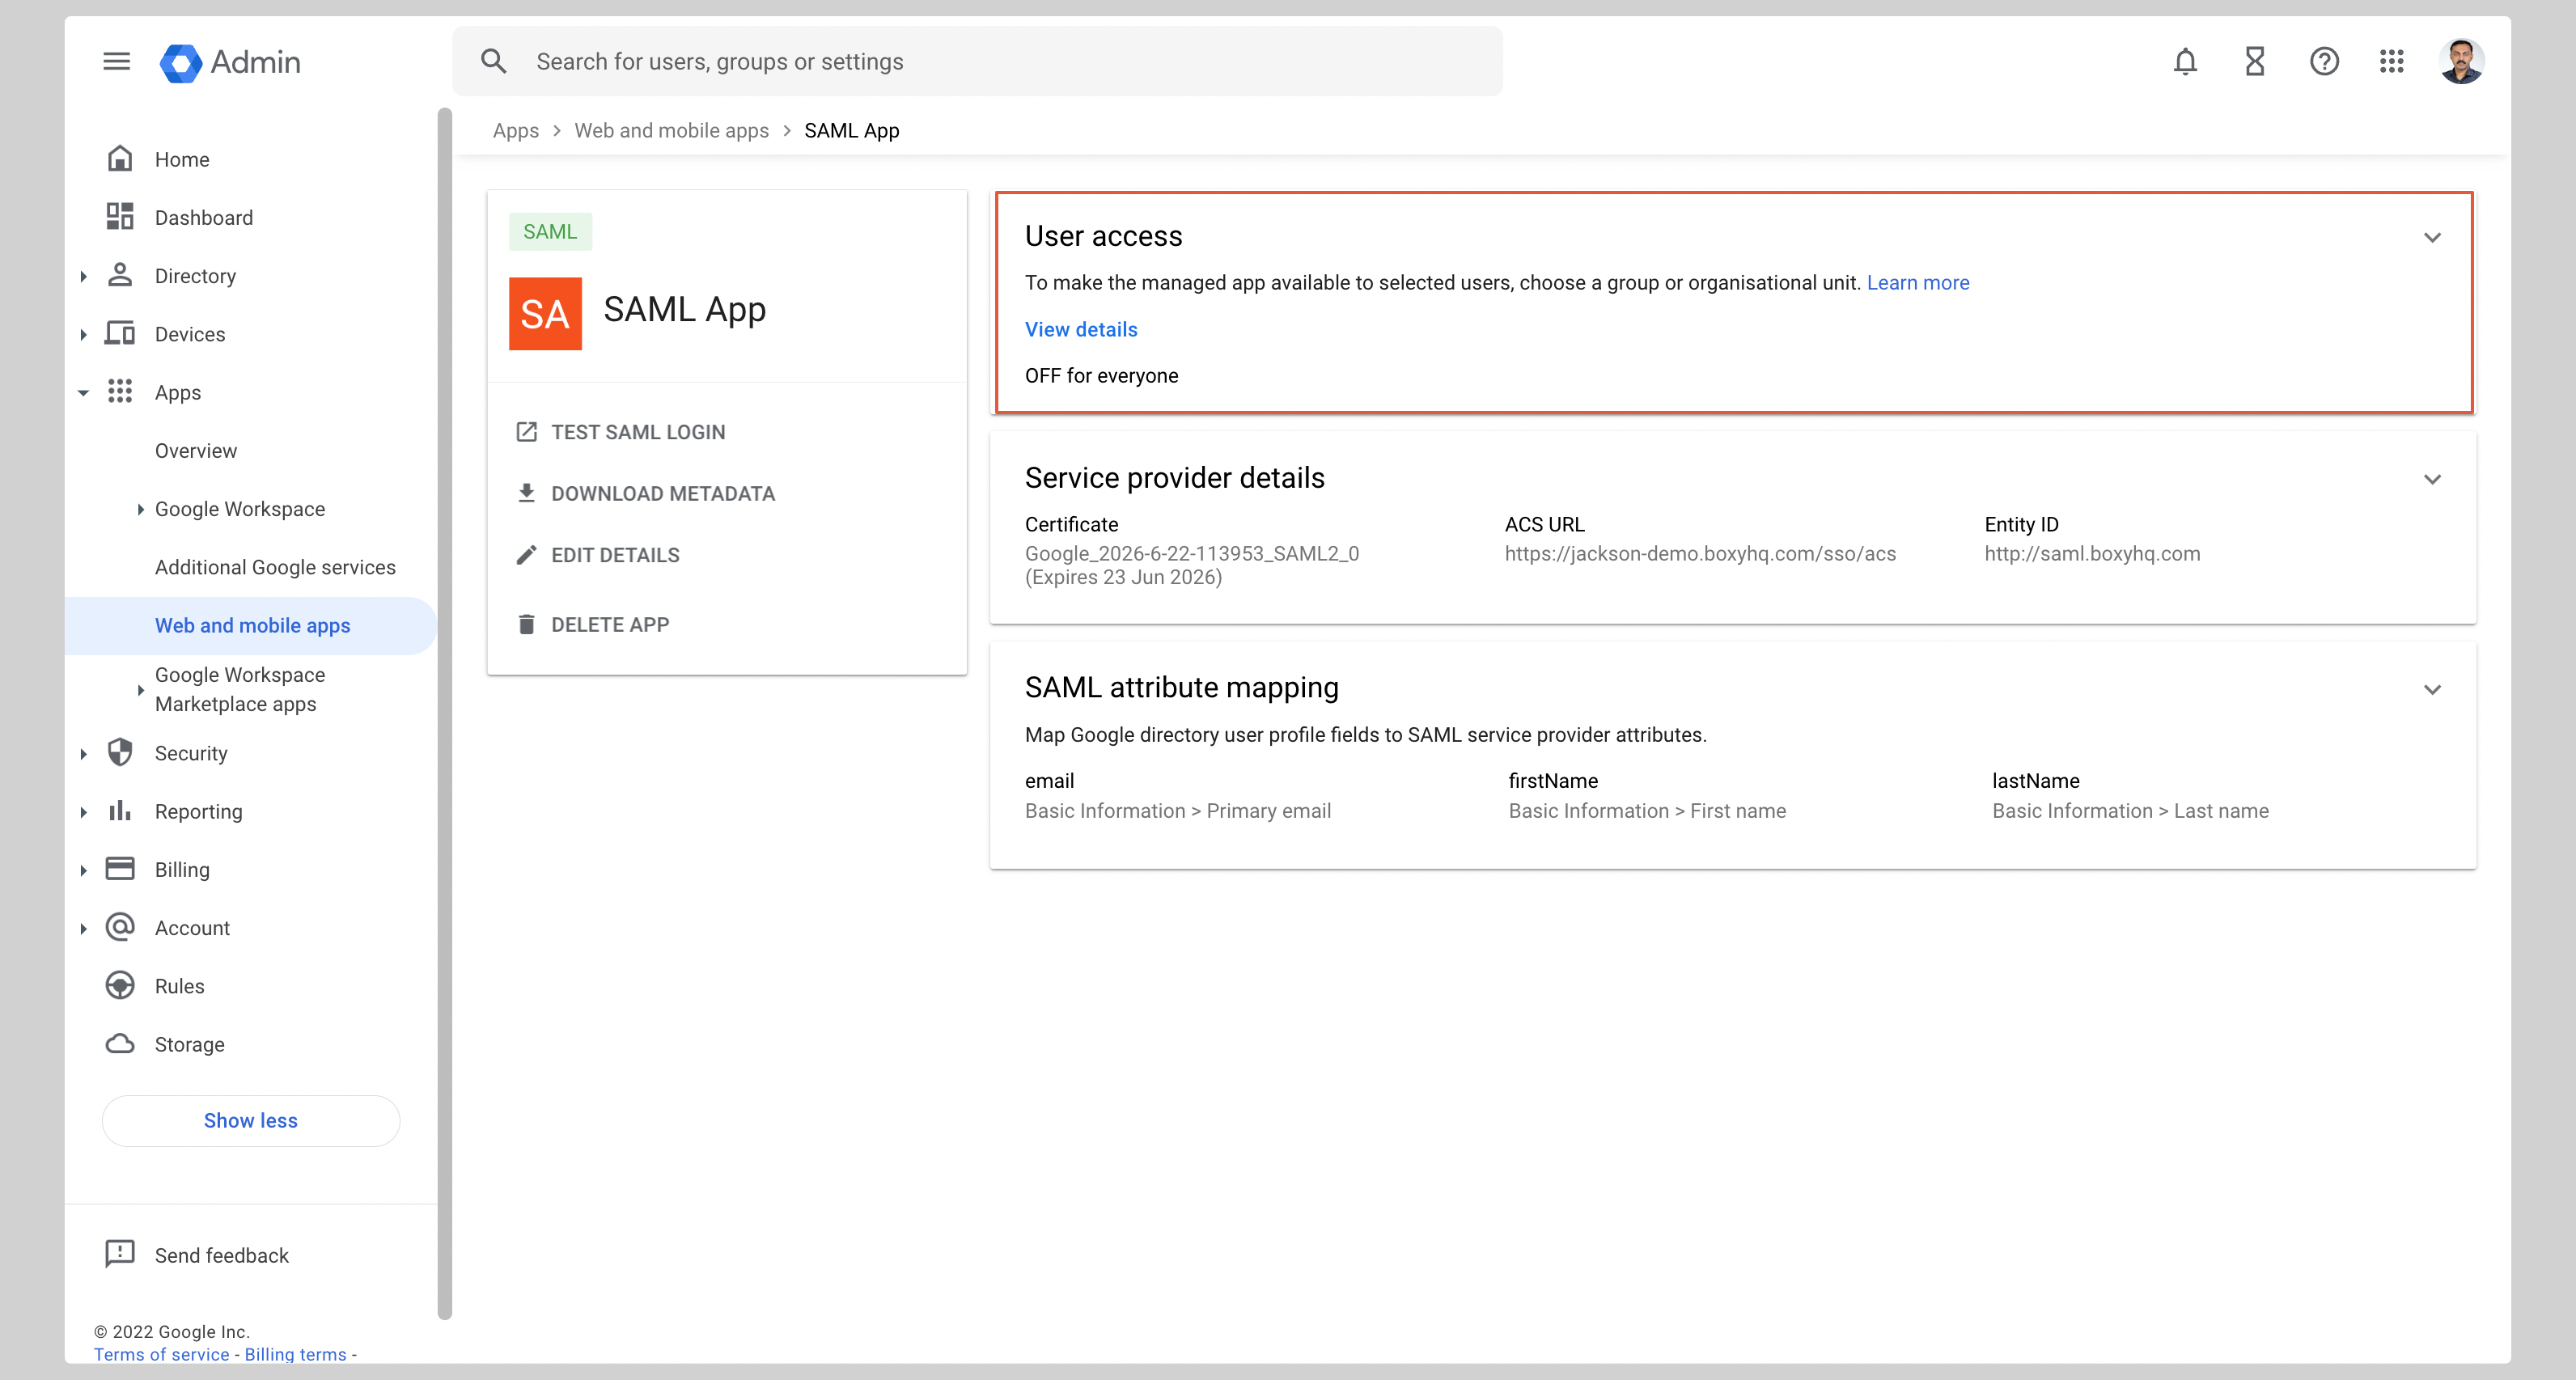 Admin
Search for users, groups or settings
Apps > Web and mobile apps > SAML App
Home
Dashboard
Directory
Devices
Apps
Overview
Google Workspace
Additional Google services
Web and mobile apps
Google Workspace
Marketplace apps
Security
Reporting
Billing
Account
Rules
Storage
Show less
Send feedback
© 2022 Google Inc.
Terms of service - Billing terms -
SAML
SA SAML App
TEST SAML LOGIN
DOWNLOAD METADATA
EDIT DETAILS
DELETE APP
User access
To make the managed app available to selected users, choose a group or organisational unit. Learn more
View details
OFF for everyone
Service provider details
Certificate
Google_2026-6-22-113953_SAML2_0
(Expires 23 Jun 2026)
ACS URL
https://jackson-demo.boxyhq.com/sso/acs
Entity ID
http://saml.boxyhq.com
SAML attribute mapping
Map Google directory user profile fields to SAML service provider attributes.
email
Basic Information > Primary email
firstName
Basic Information > First name
lastName
Basic Information > Last name